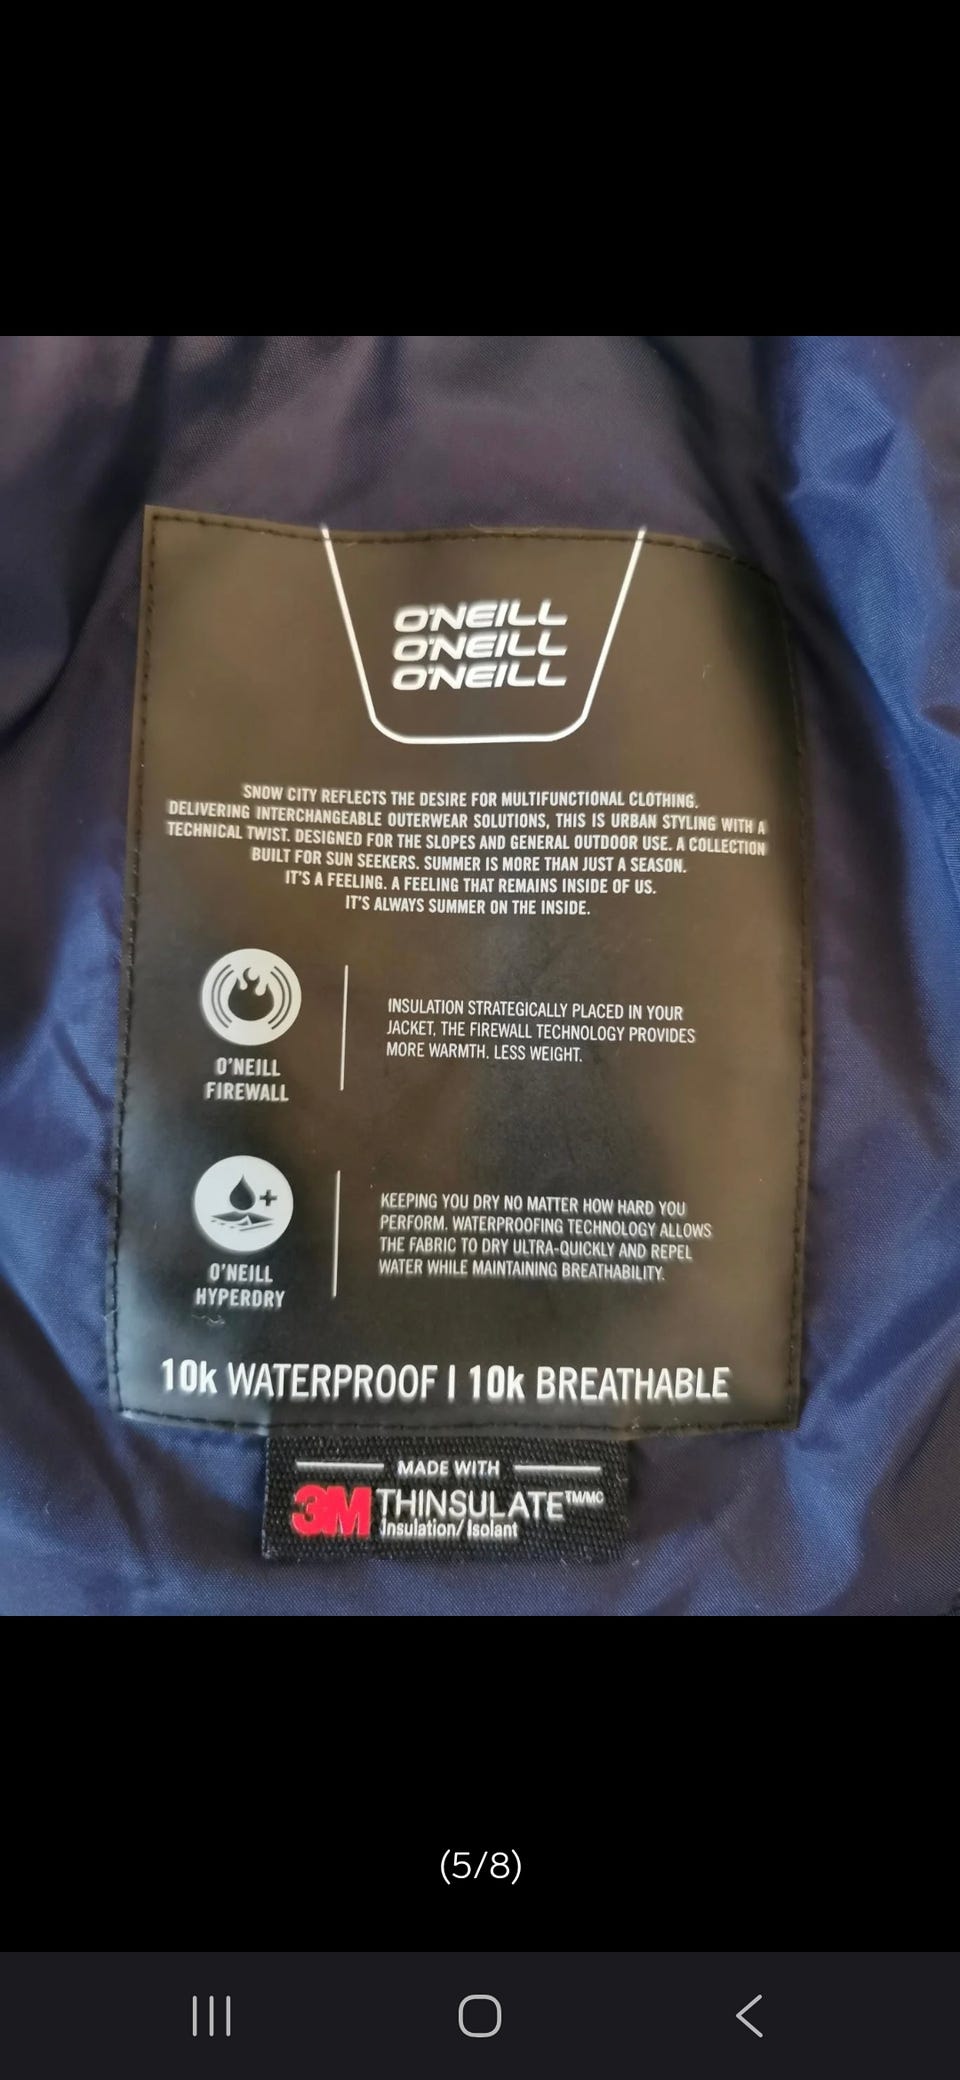 O'NEILL
O'NEILL
O'NEILL
SNOW CITY REFLECTS THE DESIRE FOR MULTIFUNCTIONAL CLOTHING.
DELIVERING INTERCHANGEABLE OUTERWEAR SOLUTIONS, THIS IS URBAN STYLING WITH A
TECHNICAL TWIST. DESIGNED FOR THE SLOPES AND GENERAL OUTDOOR USE. A COLLECTION
BUILT FOR SUN SEEKERS. SUMMER IS MORE THAN JUST A SEASON.
IT'S A FEELING. A FEELING THAT REMAINS INSIDE OF US.
IT'S ALWAYS SUMMER ON THE INSIDE.
O'NEILL
FIREWALL
INSULATION STRATEGICALLY PLACED IN YOUR
JACKET, THE FIREWALL TECHNOLOGY PROVIDES
MORE WARMTH. LESS WEIGHT.
O'NEILL
HYPERDRY
KEEPING YOU DRY NO MATTER HOW HARD YOU
PERFORM. WATERPROOFING TECHNOLOGY ALLOWS
THE FABRIC TO DRY ULTRA-QUICKLY AND REPEL
WATER WHILE MAINTAINING BREATHABILITY.
10k WATERPROOF | 10k BREATHABLE
MADE WITH
3M THINSULATE™/MC
Insulation/Isolant
(5/8)